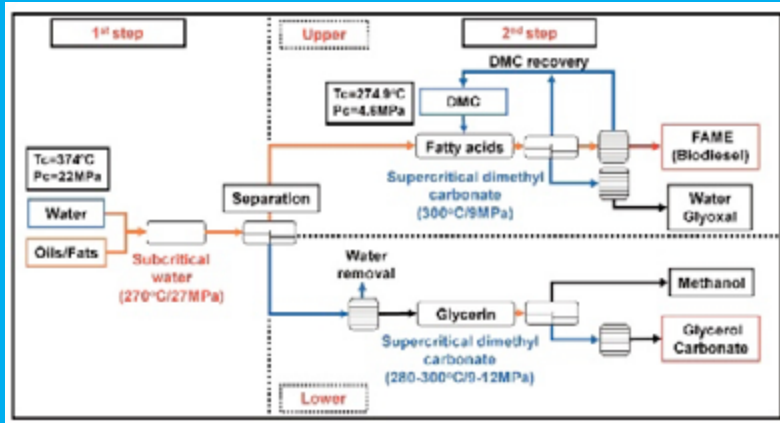 1st step
Upper
2nd step
DMC recovery
Tc=274.9°C
Pc=4.6MPa
DMC
Fatty acids
FAME
(Biodiesel)
Supercritical dimethyl
carbonate
(300°C/9MPa)
Water
Glyoxal
Tc=374°C
Pc=22MPa
Water
Oils/Fats
Subcritical
water
(270°C/27MPa)
Separation
Water
removal
Glycerin
Supercritical dimethyl
carbonate
(280-300°C/9-12MPa)
Methanol
Glycerol
Carbonate
Lower